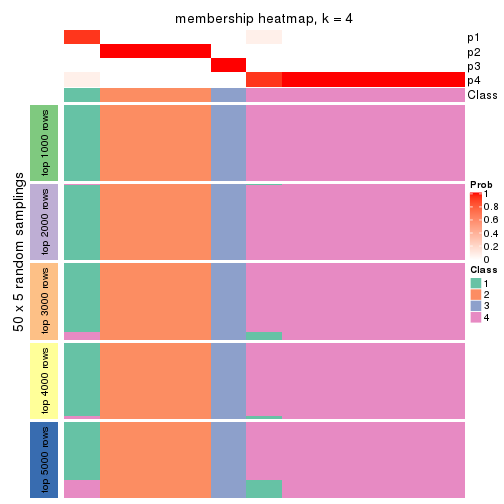 membership heatmap, k = 4
p1
p2
p3
p4
Class
50 x 5 random samplings
top 1000 rows
top 2000 rows
top 3000 rows
top 4000 rows
top 5000 rows
Prob
1
0.8
0.6
0.4
0.2
0
Class
1
2
3
4